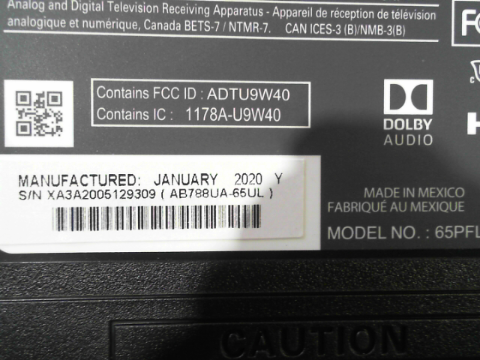 Analog and Digital Television Receiving Apparatus - Appareil de réception de télévision
analogique et numérique, Canada BETS-7 / NTMR-7. CAN ICES-3 (B)/NMB-3(B)
FC
Contains FCC ID : ADTU9W40
Contains IC : 1178A-U9W40
DOLBY
AUDIO
H
MANUFACTURED: JANUARY 2020 Y
S/N XA3A2005129309 ( AB788UA-65UL )
MADE IN MEXICO
FABRIQUÉ AU MEXIQUE
MODEL NO. : 65PFL
CAUTION